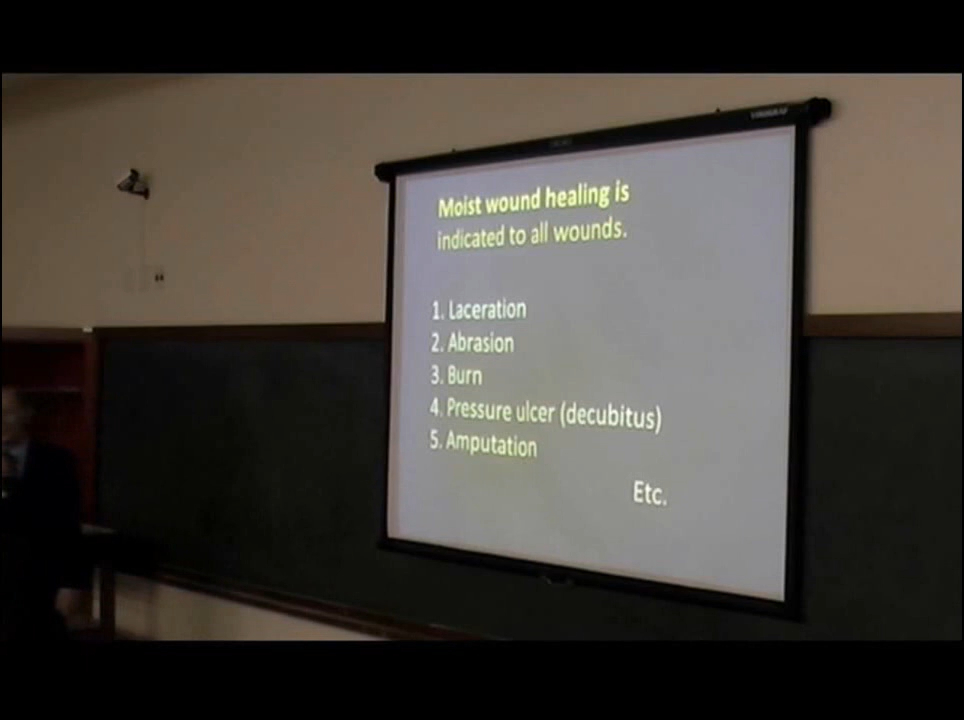 Moist wound healing is
indicated to all wounds.
1. Laceration
2. Abrasion
3. Burn
4. Pressure ulcer (decubitus)
5. Amputation
Etc.